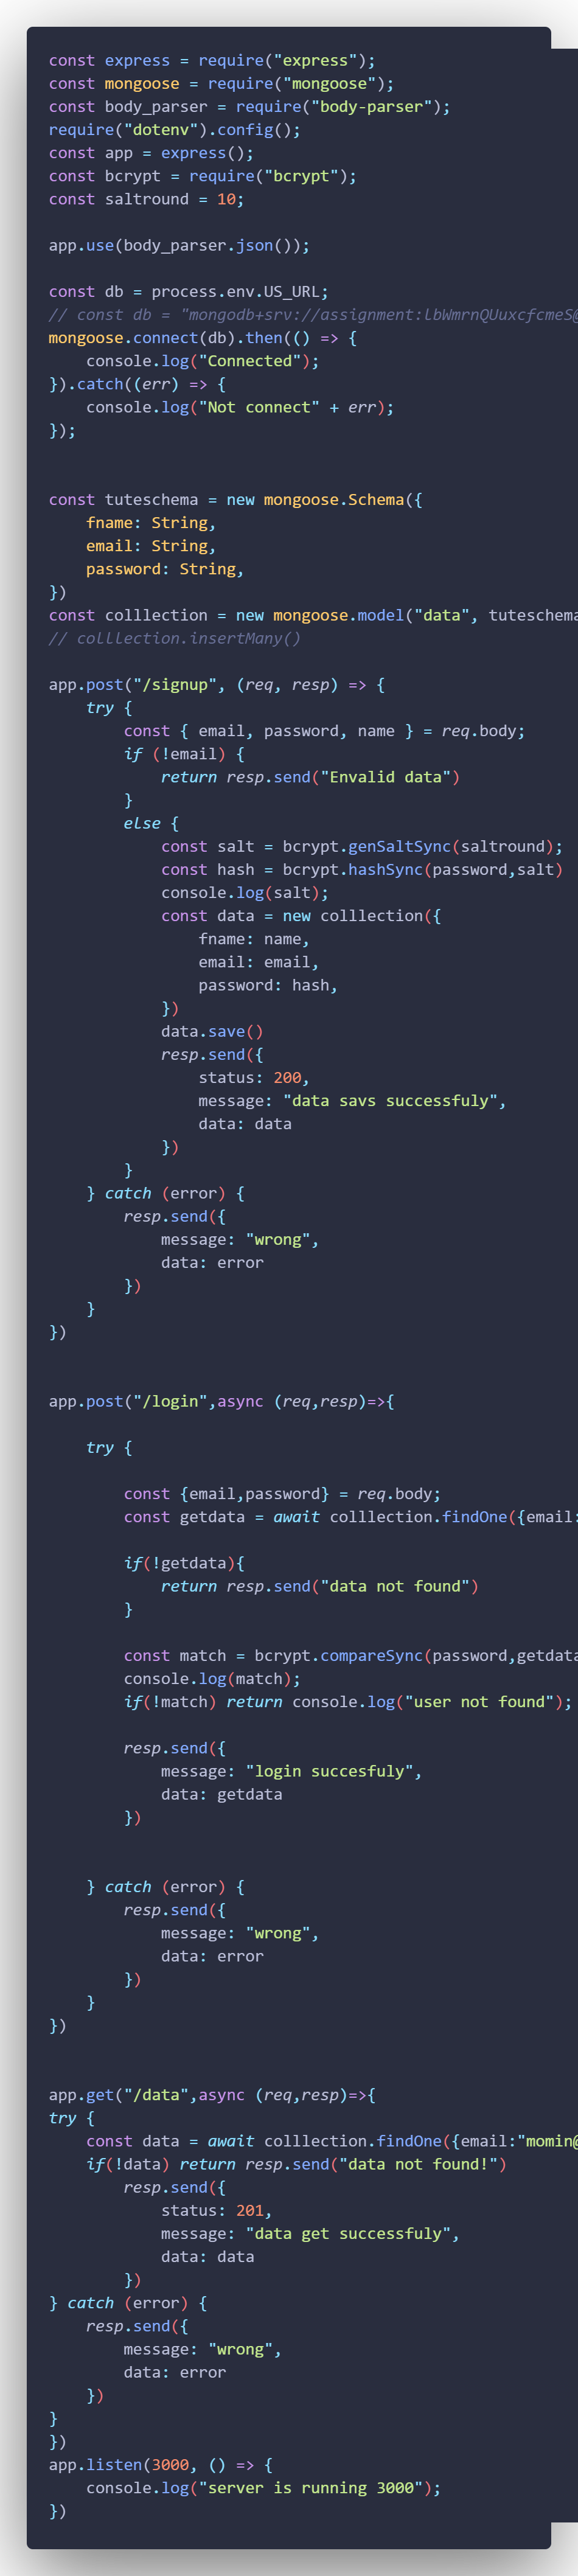 const express = require("express");
const mongoose = require("mongoose");
const body_parser = require("body-parser");
require("dotenv").config();
const app = express();
const bcrypt = require("bcrypt");
const saltround = 10;
app.use(body_parser.json());
const db = process.env.US_URL;
// const db = "mongodb+srv://assignment:lbWmrnQUuxcfcmeS@
mongoose.connect(db).then(() => {
console.log("Connected");
}).catch((err) => {
console.log("Not connect" + err);
});
const tuteschema = new mongoose.Schema({
fname: String,
email: String,
password: String,
})
const colllection = new mongoose.model("data", tuteschema
// colllection.insertMany()
app.post("/signup", (req, resp) => {
try {
const { email, password, name } = req.body;
if (!email) {
return resp.send("Envalid data")
}
else {
const salt = bcrypt.genSaltSync(saltround);
const hash = bcrypt.hashSync(password,salt)
console.log(salt);
const data = new colllection({
fname: name,
email: email,
password: hash,
})
data.save()
resp.send({
status: 200,
message: "data savs successfuly",
data: data
})
}
} catch (error) {
resp.send({
message: "wrong",
data: error
})
}
})
app.post("/login",async (req,resp)=>{
try {
const {email,password} = req.body;
const getdata = await colllection.findOne({email:
if(!getdata){
return resp.send("data not found")
}
const match = bcrypt.compareSync(password,getdata
console.log(match);
if(!match) return console.log("user not found");
resp.send({
message: "login succesfuly",
data: getdata
})
} catch (error) {
resp.send({
message: "wrong",
data: error
})
}
})
app.get("/data",async (req,resp)=>{
try {
const data = await colllection.findOne({email:"momin@
if(!data) return resp.send("data not found!")
resp.send({
status: 201,
message: "data get successfuly",
data: data
})
} catch (error) {
resp.send({
message: "wrong",
data: error
})
}
})
app.listen(3000, () => {
console.log("server is running 3000");
})